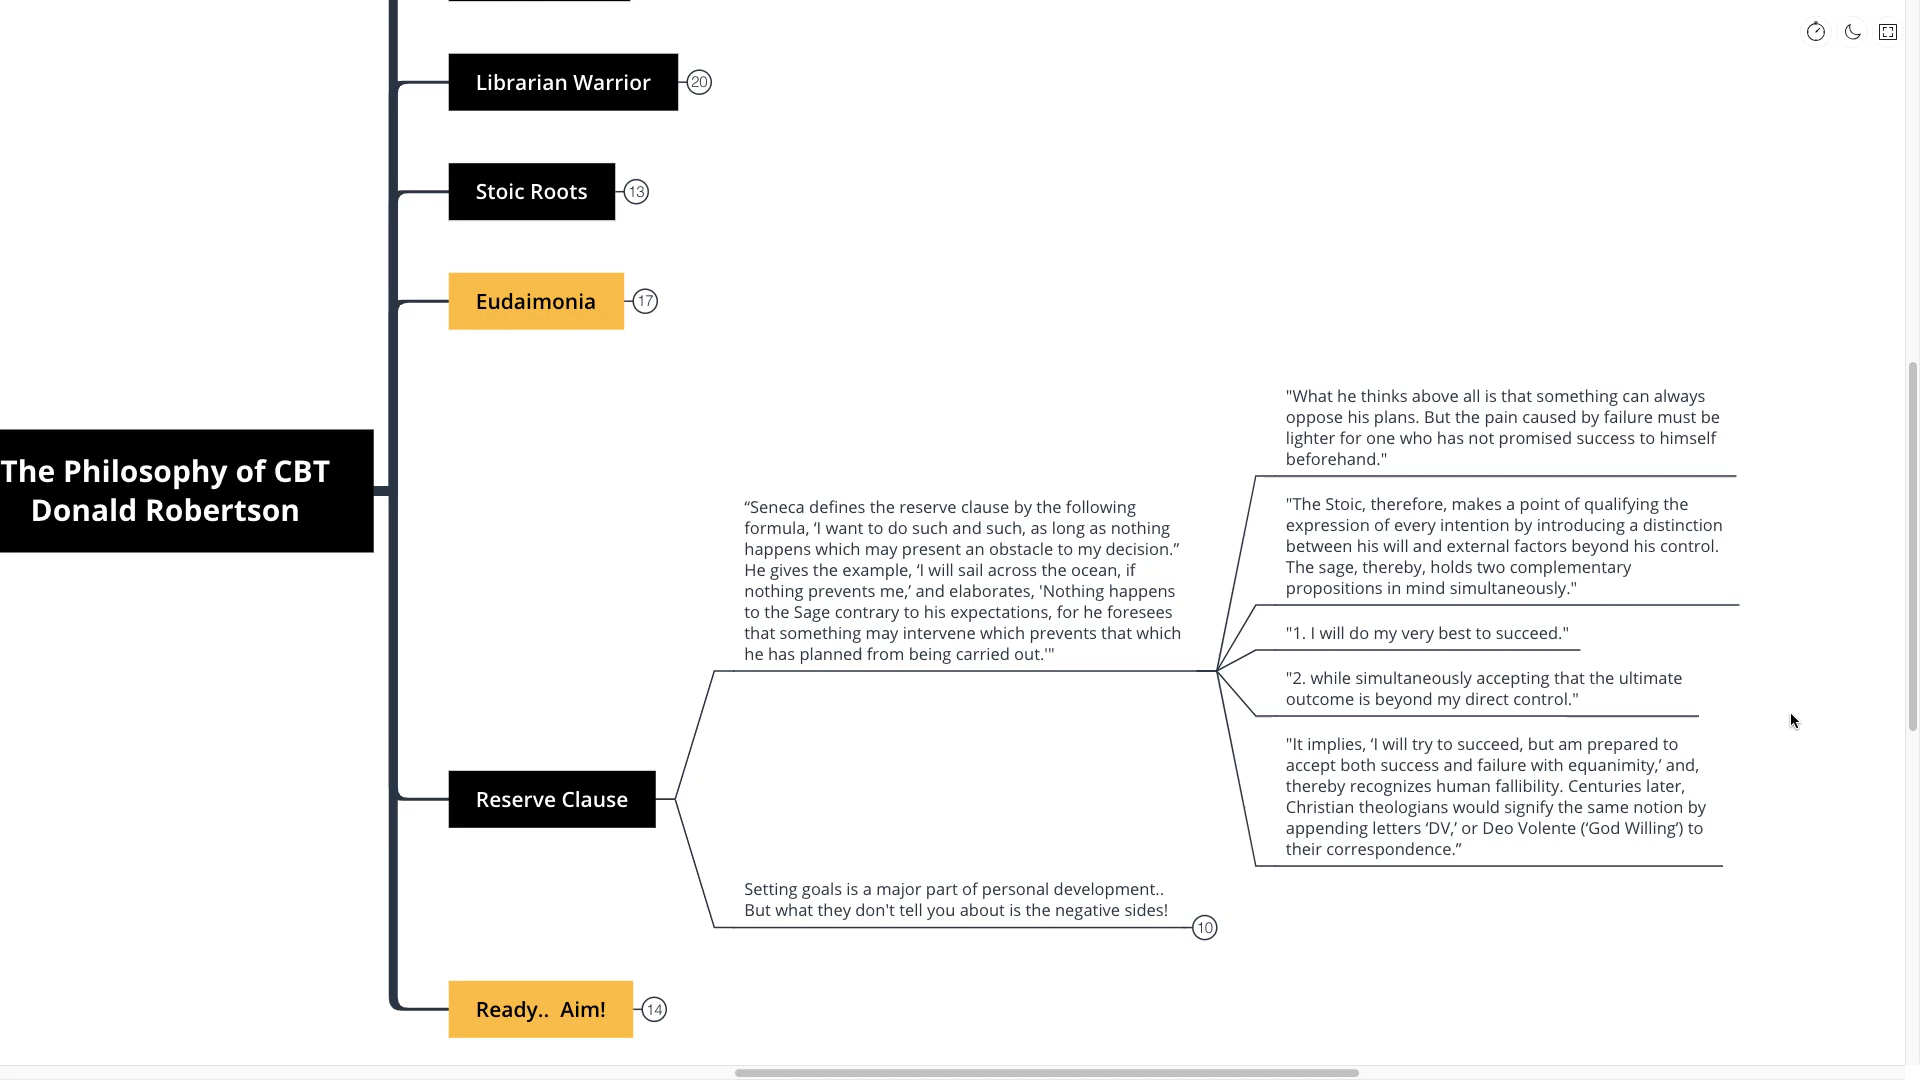 Librarian Warrior
20
Stoic Roots
13
Eudaimonia
17
The Philosophy of CBT
Donald Robertson
"What he thinks above all is that something can always
oppose his plans. But the pain caused by failure must be
lighter for one who has not promised success to himself
beforehand."
“Seneca defines the reserve clause by the following
formula, ‘I want to do such and such, as long as nothing
happens which may present an obstacle to my decision.”
He gives the example, ‘I will sail across the ocean, if
nothing prevents me,’ and elaborates, 'Nothing happens
to the Sage contrary to his expectations, for he foresees
that something may intervene which prevents that which
he has planned from being carried out.'"
"The Stoic, therefore, makes a point of qualifying the
expression of every intention by introducing a distinction
between his will and external factors beyond his control.
The sage, thereby, holds two complementary
propositions in mind simultaneously."
"1. I will do my very best to succeed."
"2. while simultaneously accepting that the ultimate
outcome is beyond my direct control."
"It implies, ‘I will try to succeed, but am prepared to
accept both success and failure with equanimity,’ and,
thereby recognizes human fallibility. Centuries later,
Christian theologians would signify the same notion by
appending letters ‘DV,’ or Deo Volente (‘God Willing’) to
their correspondence.”
Reserve Clause
Setting goals is a major part of personal development..
But what they don't tell you about is the negative sides!
10
Ready..  Aim!
14